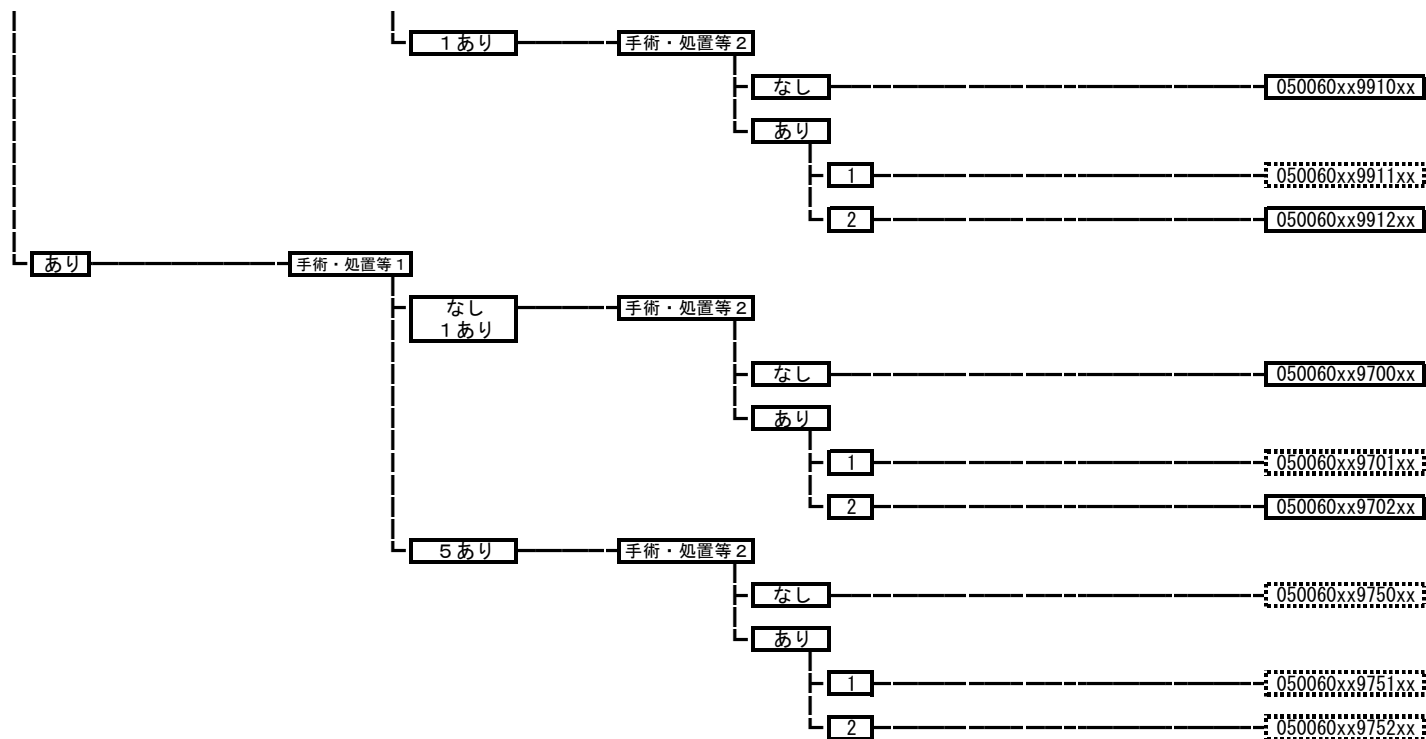 １あり 手術・処置等２
なし 050060xx9910xx
あり
1 050060xx9911xx
2 050060xx9912xx
あり 手術・処置等１
なし
１あり
手術・処置等２
なし 050060xx9700xx
あり
1 050060xx9701xx
2 050060xx9702xx
５あり 手術・処置等２
なし 050060xx9750xx
あり
1 050060xx9751xx
2 050060xx9752xx